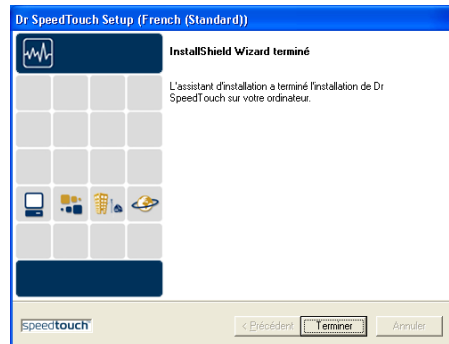 Dr SpeedTouch Setup (French (Standard))
InstallShield Wizard terminé
L'assistant d'installation a terminé l'installation de Dr
SpeedTouch sur votre ordinateur.
speedtouch™
< Précédent Terminer Annuler